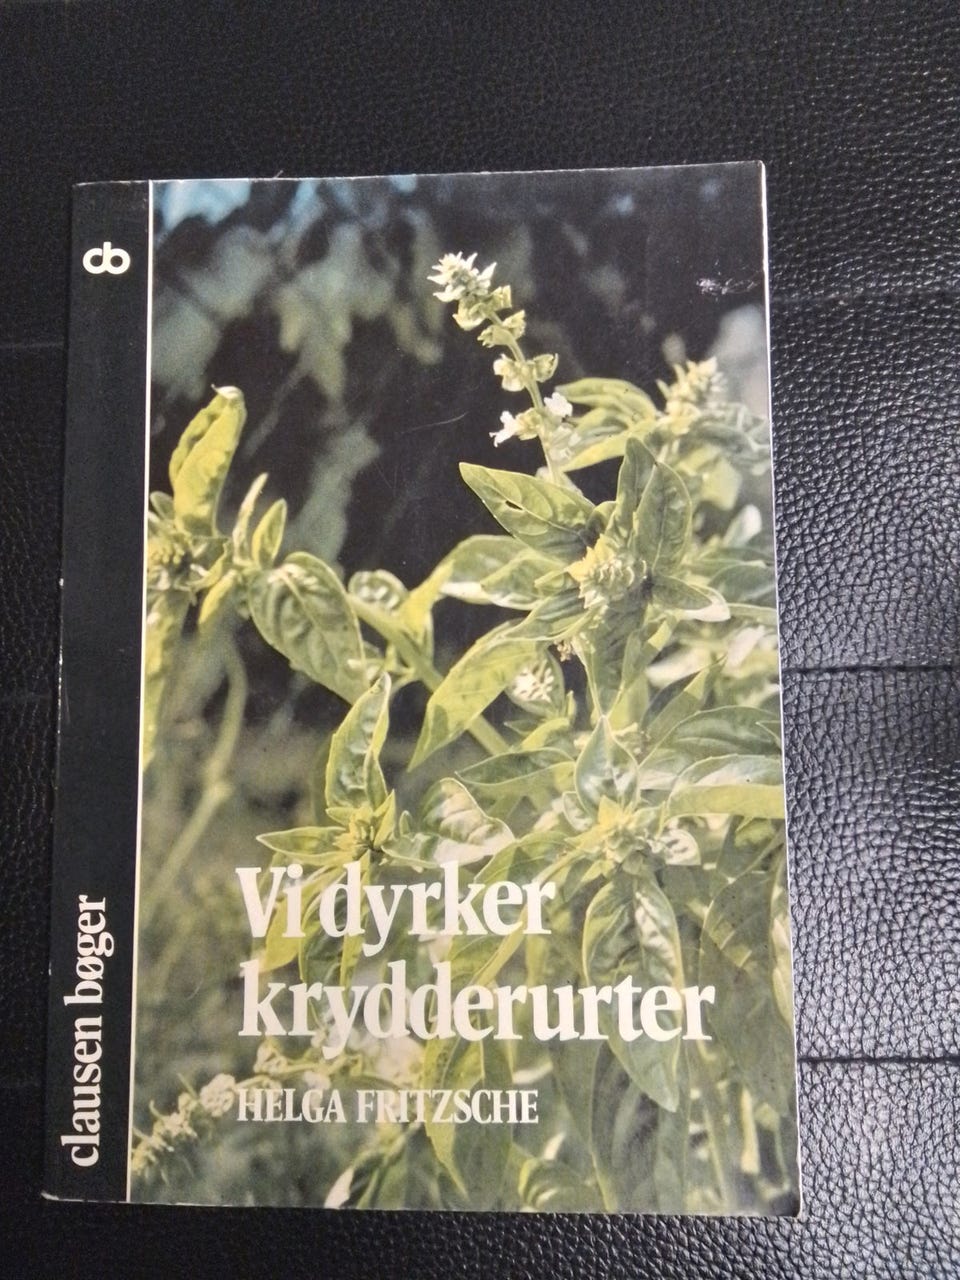 cb
clausen bøger
Vi dyrker
krydderurter
HELGA FRITZSCHE